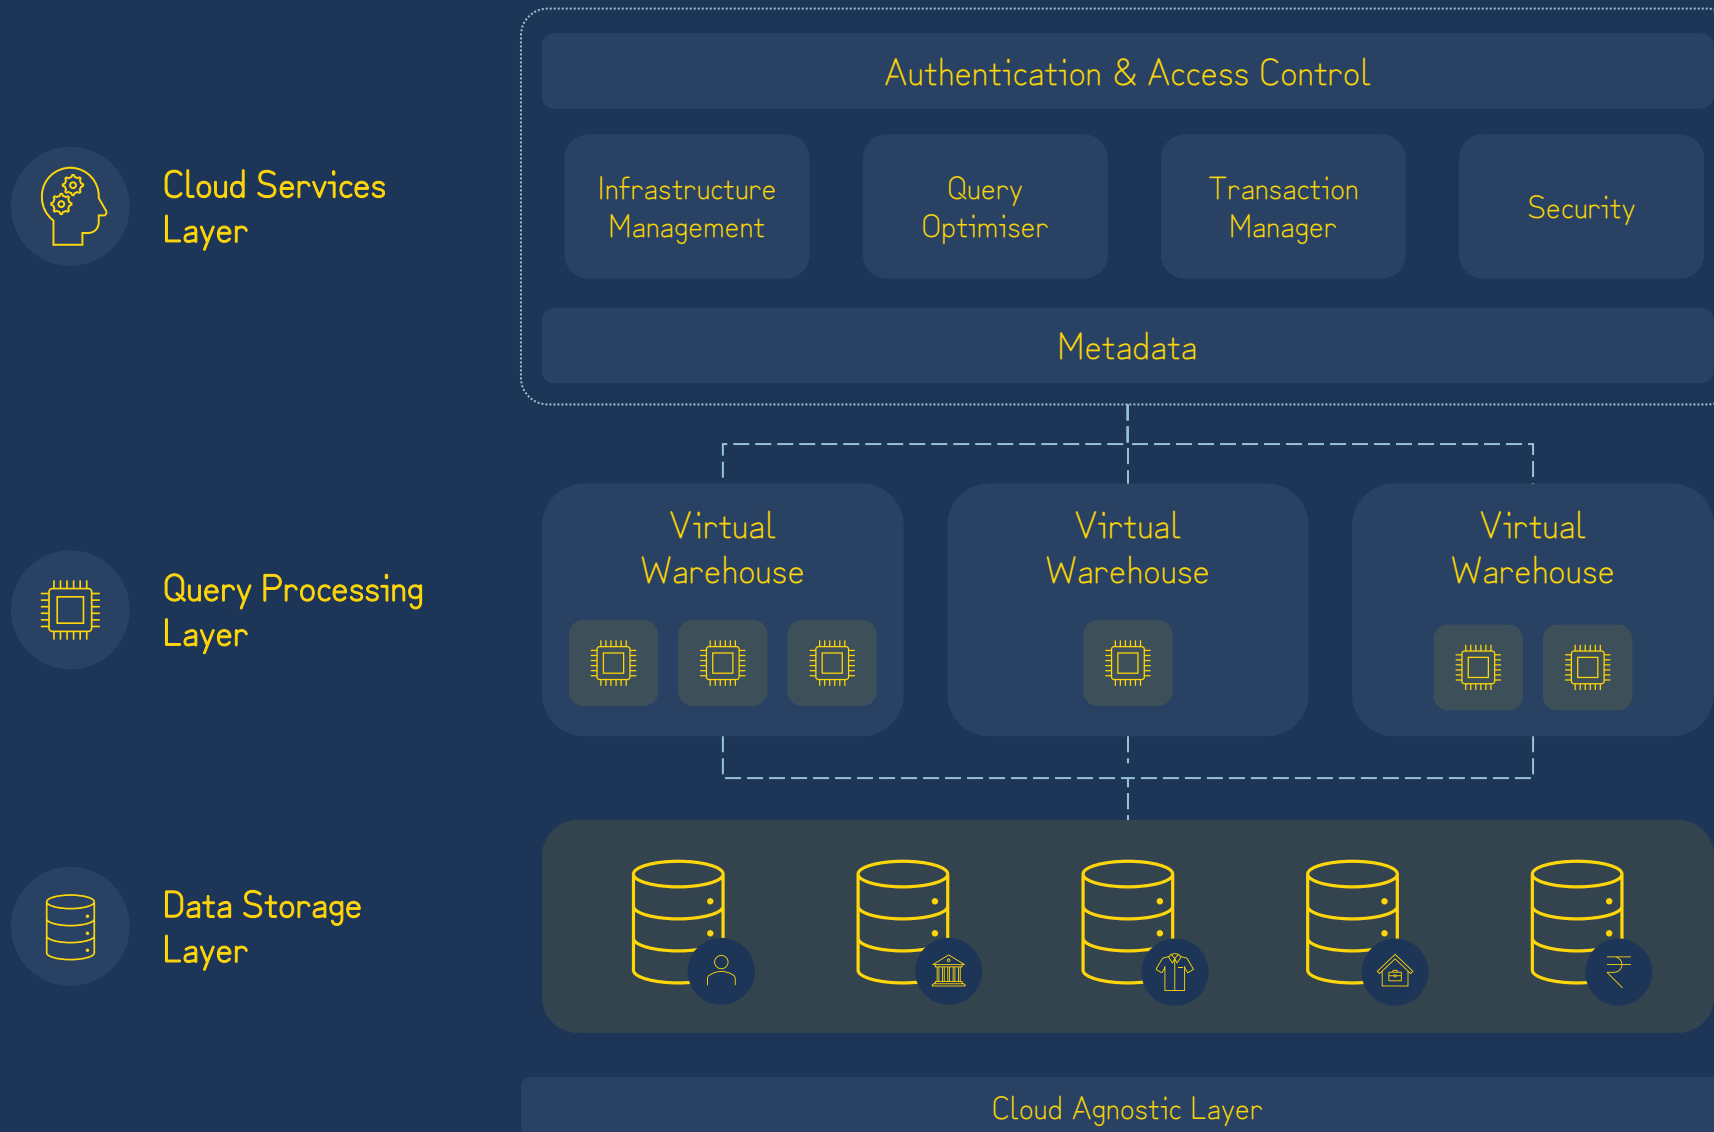 Authentication & Access Control
Cloud Services
Layer
Infrastructure
Management
Query
Optimiser
Transaction
Manager
Security
Metadata
Query Processing
Layer
Virtual
Warehouse
Virtual
Warehouse
Virtual
Warehouse
Data Storage
Layer
₹
Cloud Agnostic Layer